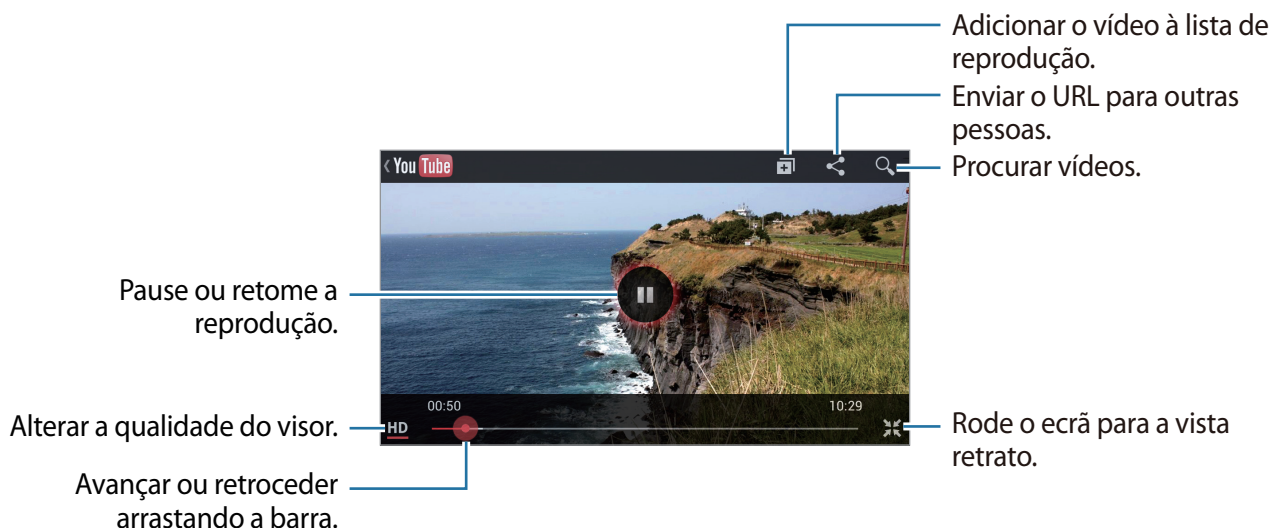 Adicionar o vídeo à lista de
reprodução.
Enviar o URL para outras
pessoas.
Procurar vídeos.
You Tube
Pause ou retome a
reprodução.
00:50
10:29
Alterar a qualidade do visor.
HD
Rode o ecrã para a vista
retrato.
Avançar ou retroceder
arrastando a barra.